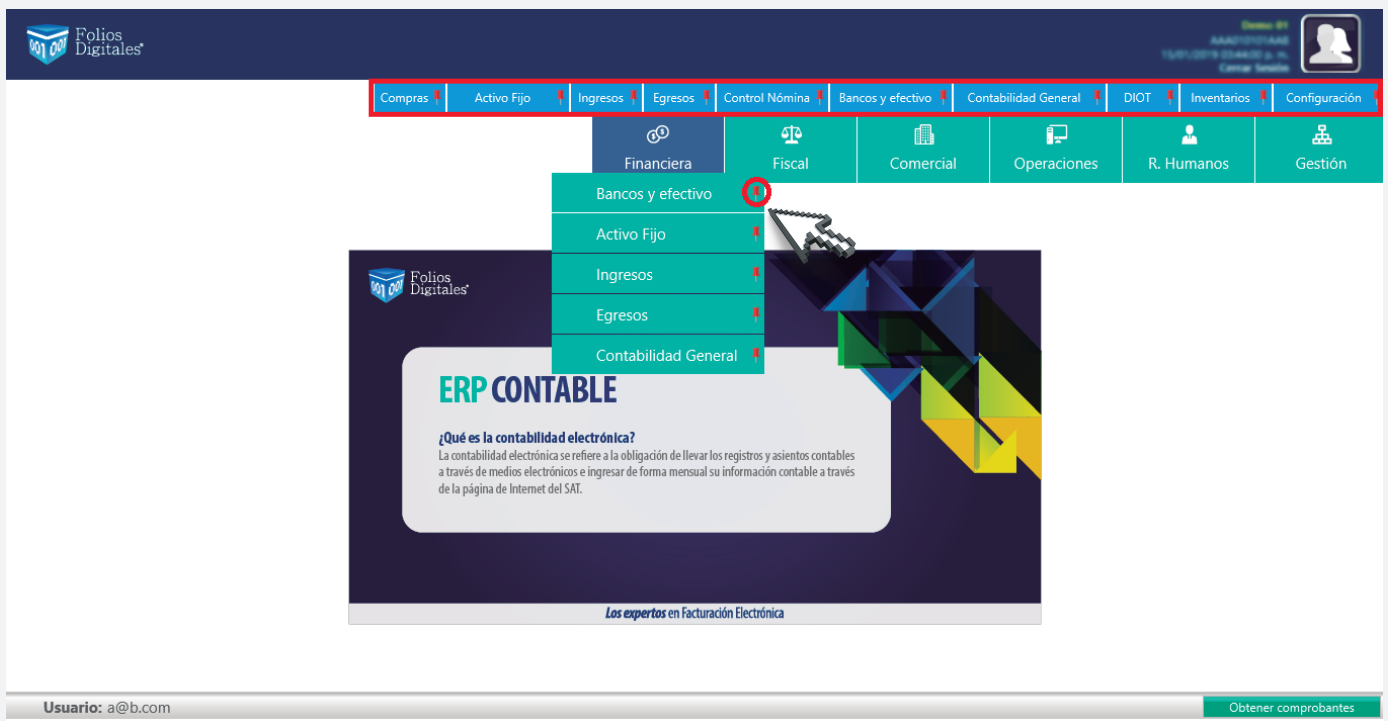 Folios
Digitales
Demo 01
Cerrar Sesión
Compras Activo Fijo Ingresos Egresos Control Nómina Bancos y efectivo Contabilidad General DIOT Inventarios Configuración
Financiera Fiscal Comercial Operaciones R. Humanos Gestión
Bancos y efectivo
Activo Fijo
Ingresos
Egresos
Contabilidad General
Folios
Digitales
ERP CONTABLE
¿Qué es la contabilidad electrónica?
La contabilidad electrónica se refiere a la obligación de llevar los registros y asientos contables
a través de medios electrónicos e ingresar de forma mensual su información contable a través
de la página de Internet del SAT.
Los expertos en Facturación Electrónica
Usuario: a@b.com
Obtener comprobantes